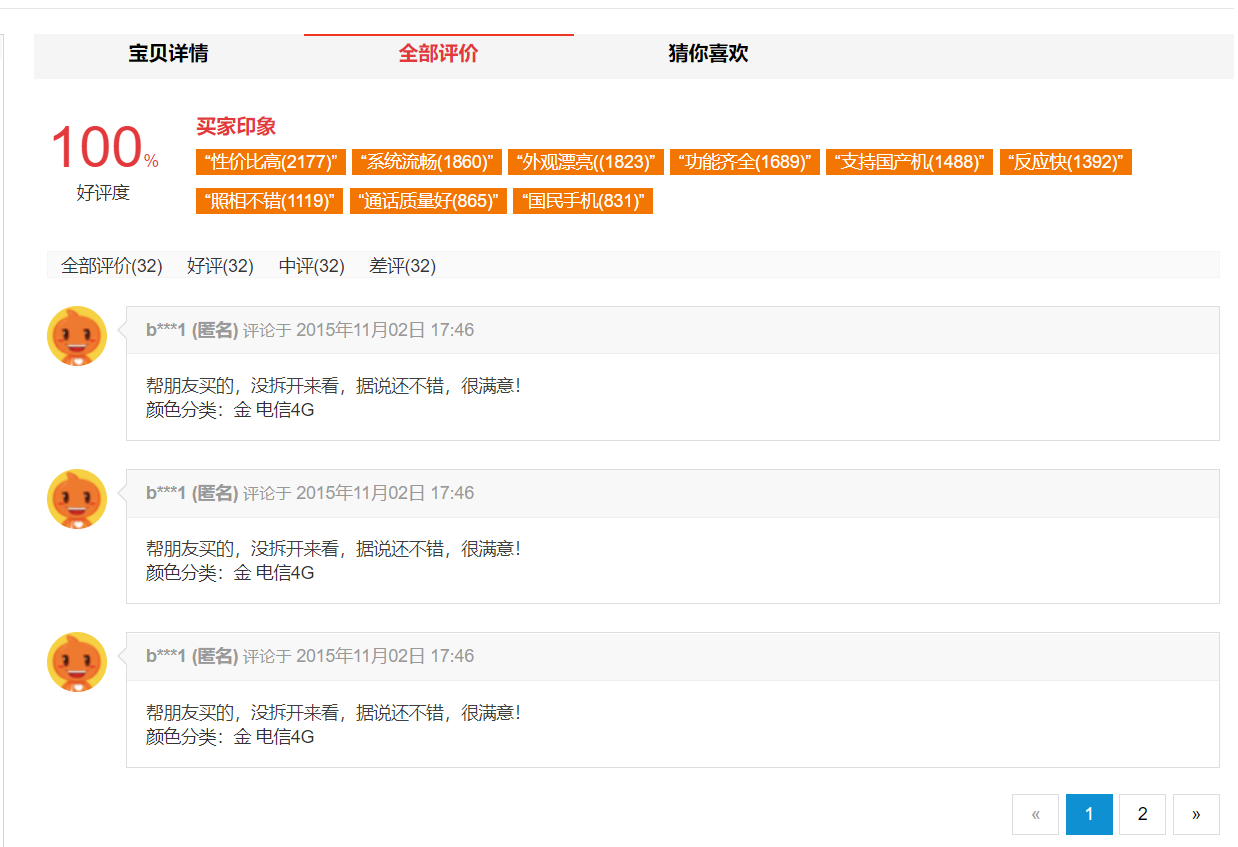 宝贝详情 全部评价 猜你喜欢
100%
好评度
买家印象
“性价比高(2177)” “系统流畅(1860)” “外观漂亮((1823)” “功能齐全(1689)” “支持国产机(1488)” “反应快(1392)”
“照相不错(1119)” “通话质量好(865)” “国民手机(831)”
全部评价(32) 好评(32) 中评(32) 差评(32)
b***1 (匿名) 评论于 2015年11月02日 17:46
帮朋友买的，没拆开来看，据说还不错，很满意！
颜色分类：金 电信4G
b***1 (匿名) 评论于 2015年11月02日 17:46
帮朋友买的，没拆开来看，据说还不错，很满意！
颜色分类：金 电信4G
b***1 (匿名) 评论于 2015年11月02日 17:46
帮朋友买的，没拆开来看，据说还不错，很满意！
颜色分类：金 电信4G
« 1 2 »